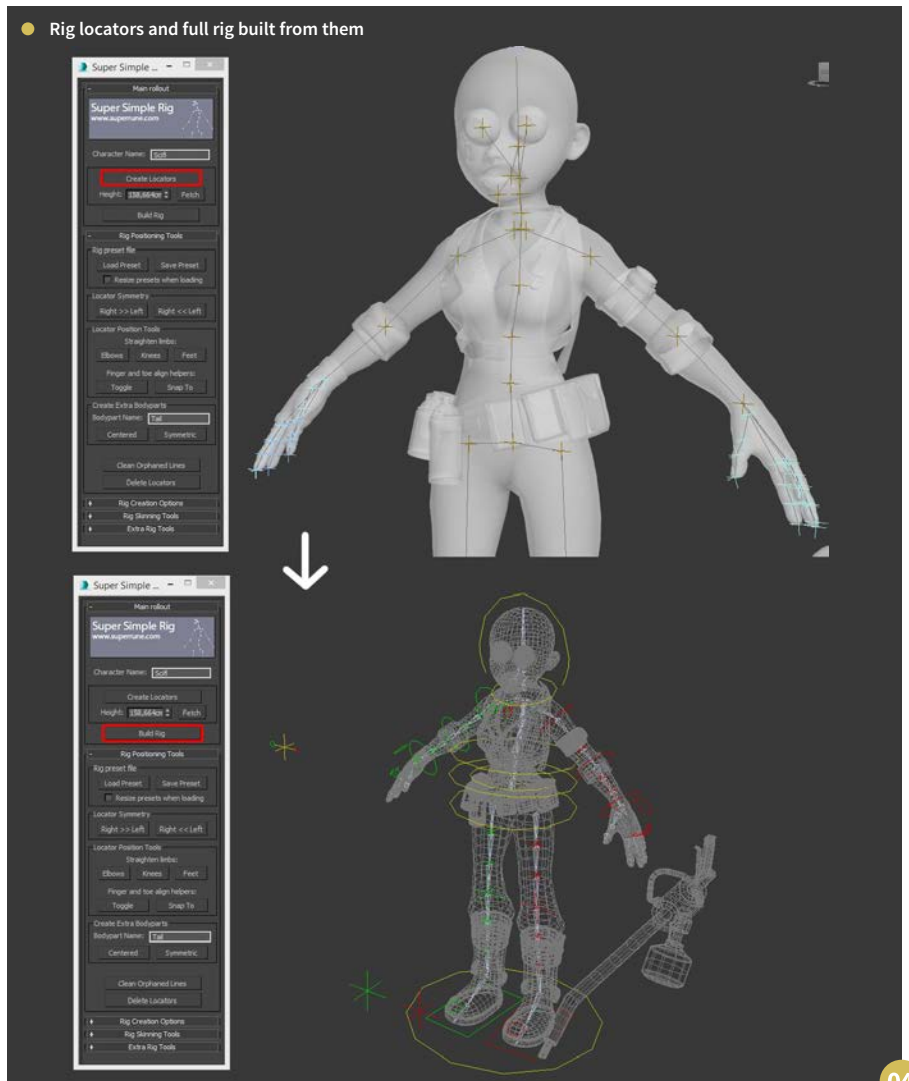 Rig locators and full rig built from them
Super Simple ...
Main rollout
Super Simple Rig
www.superrune.com
Character Name: Scifi
Create Locators
Height: 158,664cm Fetch
Build Rig
Rig Positioning Tools
Rig preset file
Load Preset Save Preset
Resize presets when loading
Locator Symmetry
Right >> Left Right << Left
Locator Position Tools
Straighten limbs:
Elbows Knees Feet
Finger and toe align helpers:
Toggle Snap To
Create Extra Bodyparts
Bodypart Name: Tail
Centered Symmetric
Clean Orphaned Lines
Delete Locators
Rig Creation Options
Rig Skinning Tools
Extra Rig Tools
Super Simple ...
Main rollout
Super Simple Rig
www.superrune.com
Character Name: Scifi
Create Locators
Height: 158,664cm Fetch
Build Rig
Rig Positioning Tools
Rig preset file
Load Preset Save Preset
Resize presets when loading
Locator Symmetry
Right >> Left Right << Left
Locator Position Tools
Straighten limbs:
Elbows Knees Feet
Finger and toe align helpers:
Toggle Snap To
Create Extra Bodyparts
Bodypart Name: Tail
Centered Symmetric
Clean Orphaned Lines
Delete Locators
Rig Creation Options
Rig Skinning Tools
Extra Rig Tools